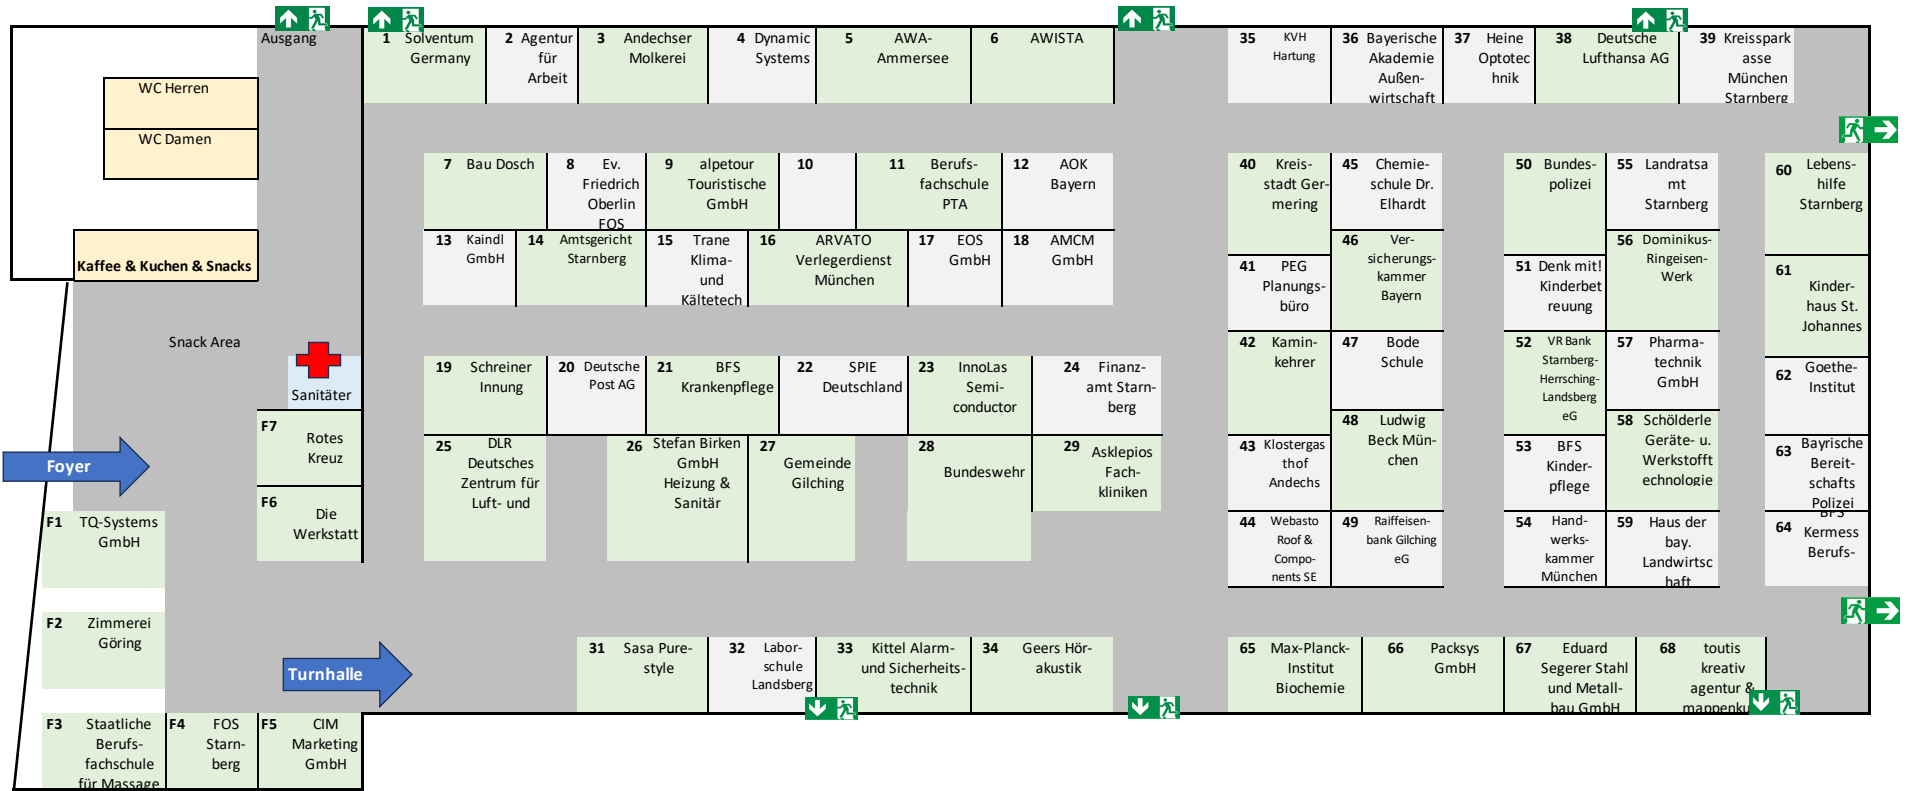 Ausgang
WC Herren
WC Damen
Kaffee & Kuchen & Snacks
Snack Area
Sanitäter
Foyer
Turnhalle
F7 Rotes
Kreuz
F6 Die
Werkstatt
F1 TQ-Systems
GmbH
F2 Zimmerei
Göring
F3 Staatliche
Berufs-
fachschule
für Massage
F4 FOS
Starn-
berg
F5 CIM
Marketing
GmbH
1 Solventum
Germany
2 Agentur
für
Arbeit
3 Andechser
Molkerei
4 Dynamic
Systems
5 AWA-
Ammersee
6 AWISTA
7 Bau Dosch
8 Ev.
Friedrich
Oberlin
FOS
9 alpetour
Touristische
GmbH
10
11 Berufs-
fachschule
PTA
12 AOK
Bayern
13 Kaindl
GmbH
14 Amtsgericht
Starnberg
15 Trane
Klima-
und
Kältetech
16 ARVATO
Verlegerdienst
München
17 EOS
GmbH
18 AMCM
GmbH
19 Schreiner
Innung
20 Deutsche
Post AG
21 BFS
Krankenpflege
22 SPIE
Deutschland
23 InnoLas
Semi-
conductor
24 Finanz-
amt Starn-
berg
25 DLR
Deutsches
Zentrum für
Luft- und
26 Stefan Birken
GmbH
Heizung &
Sanitär
27
Gemeinde
Gilching
28
Bundeswehr
29 Asklepios
Fach-
kliniken
31 Sasa Pure-
style
32 Labor-
schule
Landsberg
33 Kittel Alarm-
und Sicherheits-
technik
34 Geers Hör-
akustik
35 KVH
Hartung
36 Bayerische
Akademie
Außen-
wirtschaft
37 Heine
Optotec
hnik
38 Deutsche
Lufthansa AG
39 Kreisspark
asse
München
Starnberg
40 Kreis-
stadt Ger-
mering
41 PEG
Planungs-
büro
42 Kamin-
kehrer
43 Klostergas
thof
Andechs
44 Webasto
Roof &
Compo-
nents SE
45 Chemie-
schule Dr.
Elhardt
46 Ver-
sicherungs-
kammer
Bayern
47 Bode
Schule
48 Ludwig
Beck Mün-
chen
49 Raiffeisen-
bank Gilching
eG
50 Bundes-
polizei
51 Denk mit!
Kinderbet
reuung
52 VR Bank
Starnberg-
Herrsching-
Landsberg
eG
53 BFS
Kinder-
pflege
54 Hand-
werks-
kammer
München
55 Landratsa
mt
Starnberg
56 Dominikus-
Ringeisen-
Werk
57 Pharma-
technik
GmbH
58 Schölderle
Geräte- u.
Werkstofft
echnologie
59 Haus der
bay.
Landwirtsc
haft
60 Lebens-
hilfe
Starnberg
61 Kinder-
haus St.
Johannes
62 Goethe-
Institut
63 Bayrische
Bereit-
schafts
Polizei
64 BFS
Kermess
Berufs-
65 Max-Planck-
Institut
Biochemie
66 Packsys
GmbH
67 Eduard
Segerer Stahl
und Metall-
bau GmbH
68 toutis
kreativ
agentur &